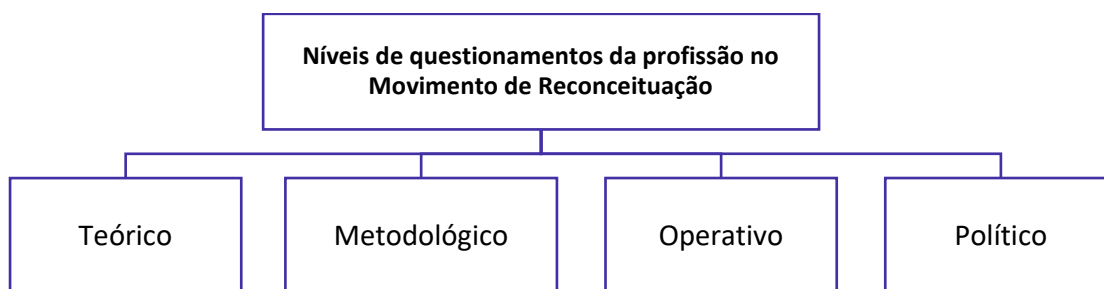 Níveis de questionamentos da profissão no
Movimento de Reconceituação
Teórico
Metodológico
Operativo
Político